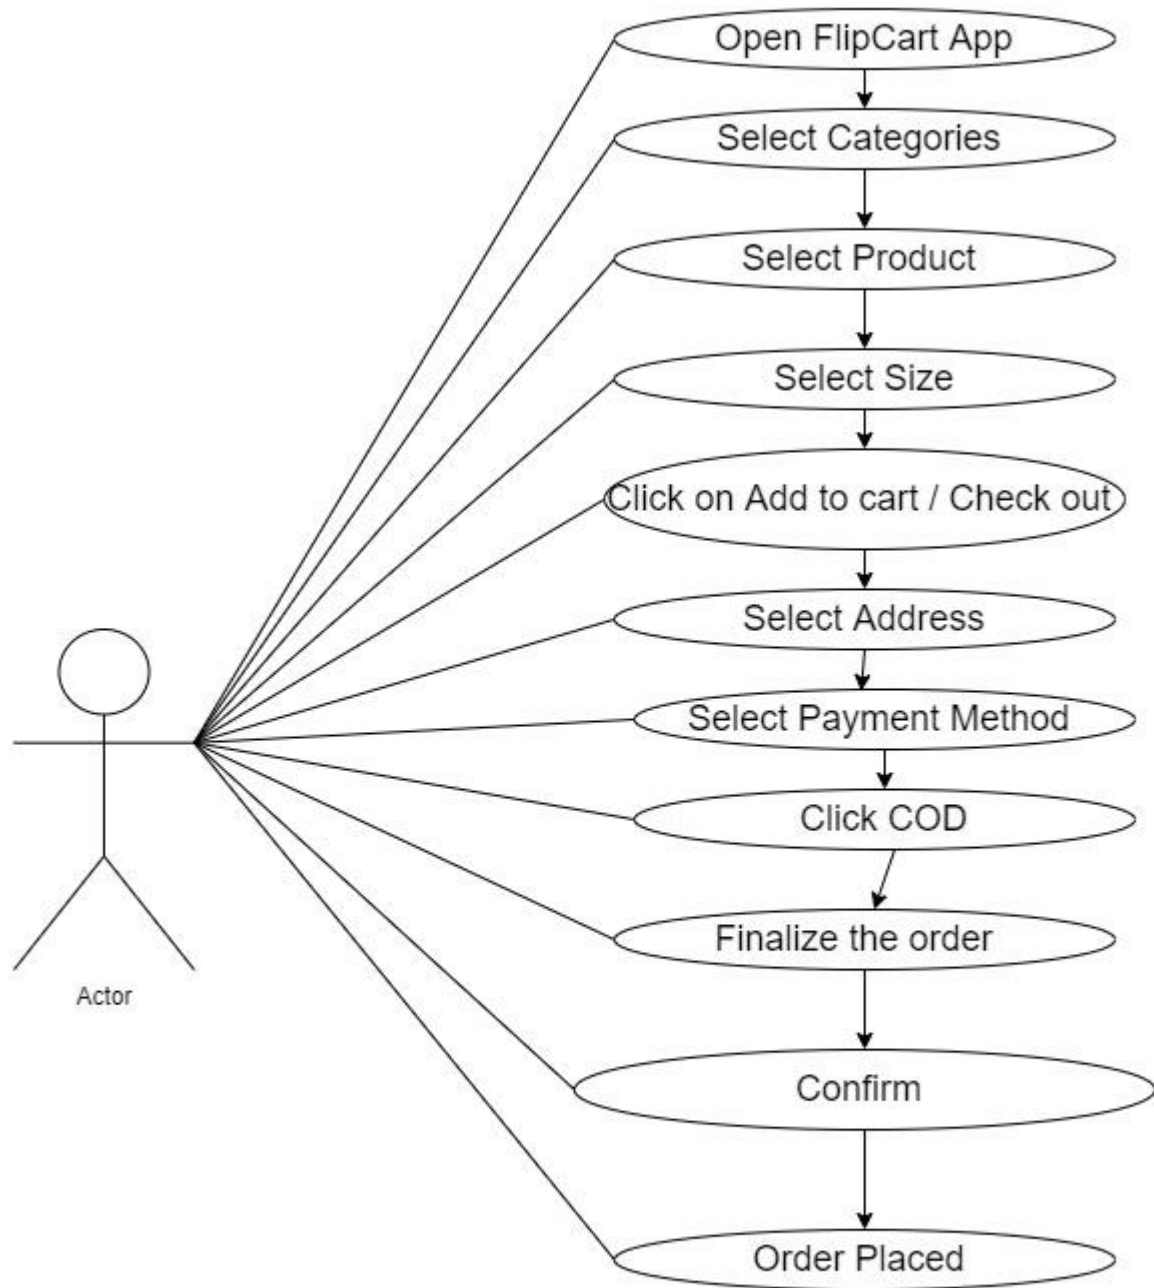 Open FlipCart App
Select Categories
Select Product
Select Size
Click on Add to cart / Check out
Select Address
Select Payment Method
Click COD
Finalize the order
Actor
Confirm
Order Placed